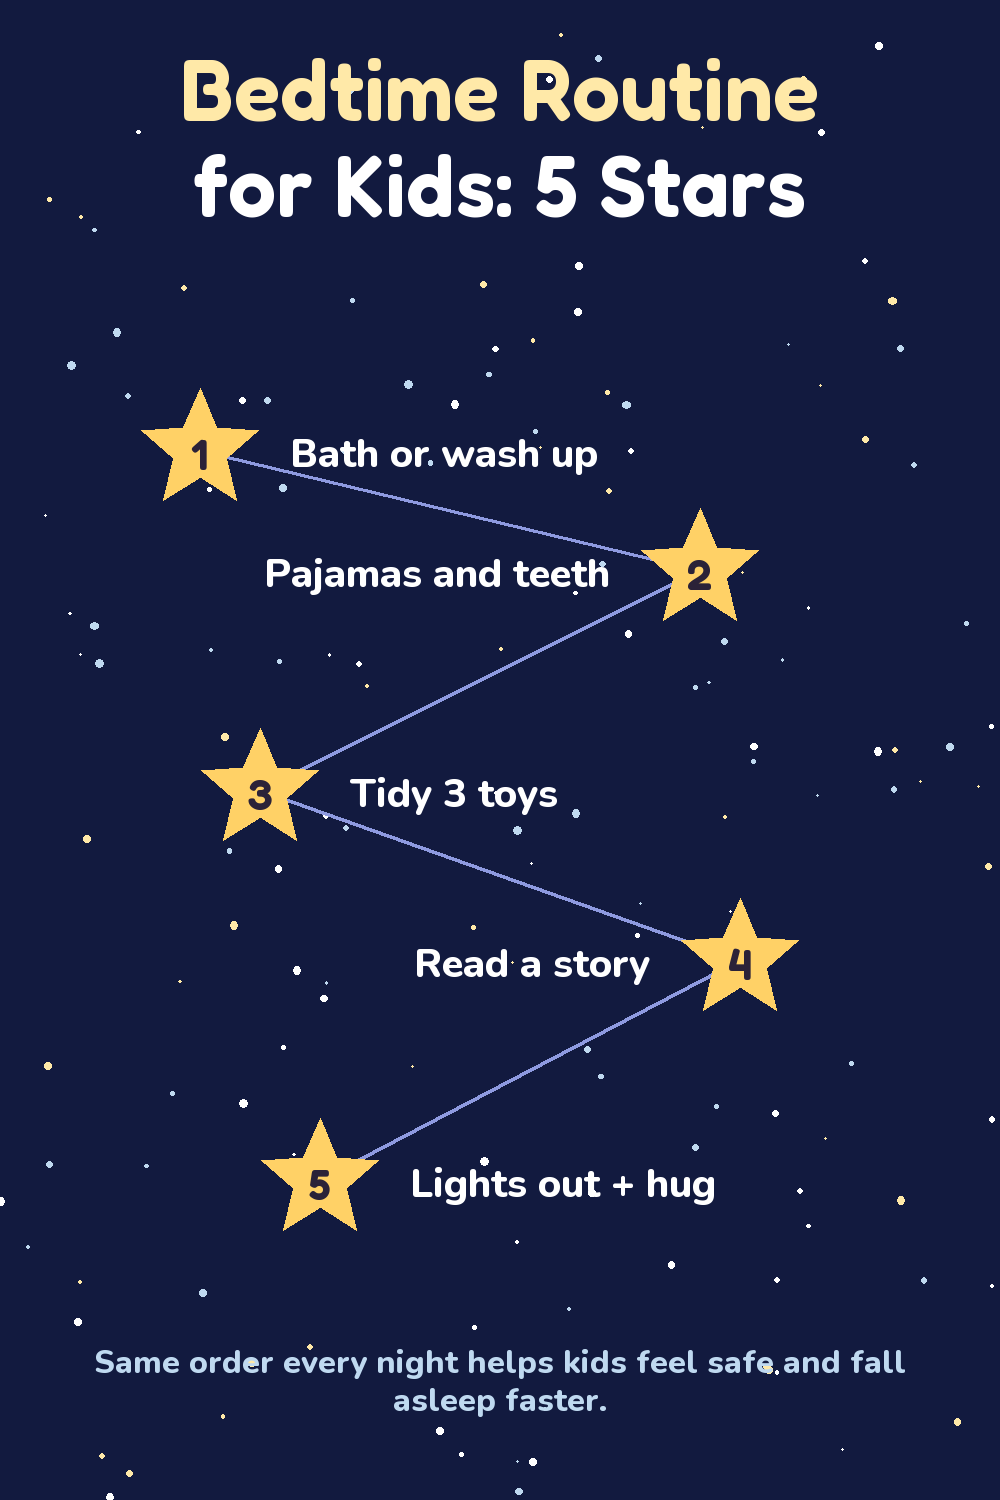 Bedtime Routine
for Kids: 5 Stars
1
Bath or wash up
Pajamas and teeth
2
3
Tidy 3 toys
Read a story
4
5
Lights out + hug
Same order every night helps kids feel safe and fall
asleep faster.